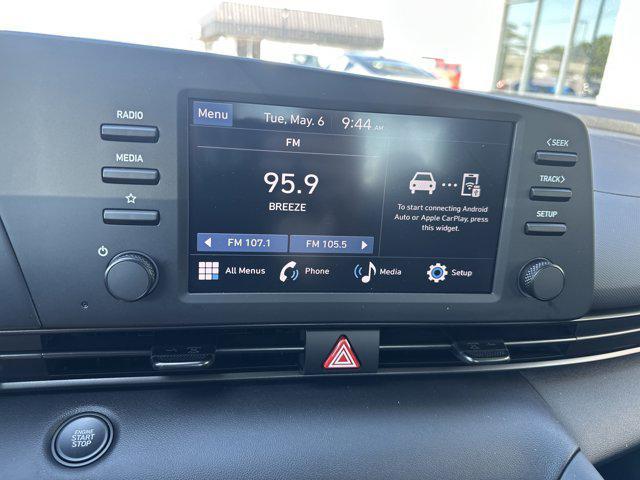 RADIO
MEDIA
Menu
Tue, May. 6
9:44 AM
FM
95.9
BREEZE
To start connecting Android
Auto or Apple CarPlay, press
this widget.
FM 107.1
FM 105.5
All Menus
Phone
Media
Setup
SEEK
TRACK
SETUP
ENGINE
START
STOP